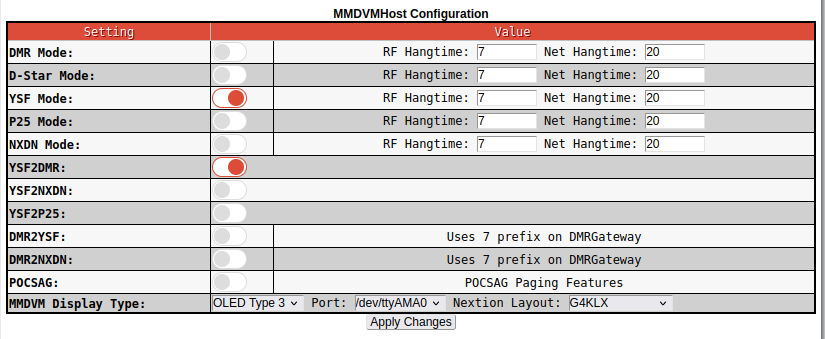 MMDVMHost Configuration
Setting Value
DMR Mode: RF Hangtime: 7 Net Hangtime: 20
D-Star Mode: RF Hangtime: 7 Net Hangtime: 20
YSF Mode: RF Hangtime: 7 Net Hangtime: 20
P25 Mode: RF Hangtime: 7 Net Hangtime: 20
NXDN Mode: RF Hangtime: 7 Net Hangtime: 20
YSF2DMR:
YSF2NXDN:
YSF2P25:
DMR2YSF: Uses 7 prefix on DMRGateway
DMR2NXDN: Uses 7 prefix on DMRGateway
POCSAG: POCSAG Paging Features
MMDVM Display Type: OLED Type 3 Port: /dev/ttyAMA0 Nextion Layout: G4KLX
Apply Changes